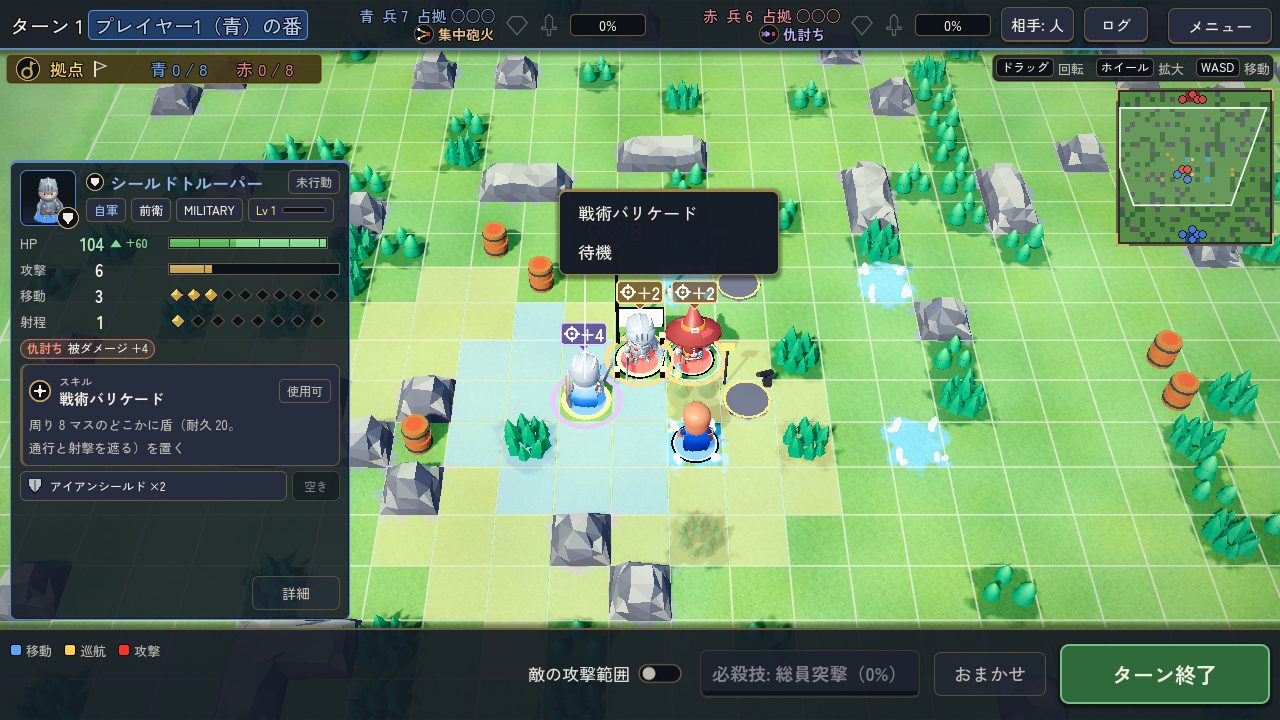 ターン 1 プレイヤー1（青）の番
青 兵 7 占拠 〇〇〇
集中砲火
0%
赤 兵 6 占拠 〇〇〇
仇討ち
0%
相手: 人
ログ
メニュー
拠点 青 0 / 8 赤 0 / 8
ドラッグ 回転 ホイール 拡大 WASD 移動
シールドトルーパー 未行動
自軍 前衛 MILITARY Lv 1
HP 104 ▲ +60
攻撃 6
移動 3
射程 1
仇討ち 被ダメージ +4
スキル
戦術バリケード 使用可
周り 8 マスのどこかに盾（耐久 20。
通行と射撃を遮る）を置く
アイアンシールド ×2 空き
詳細
戦術バリケード
待機
+2 +2
+4
移動 巡航 攻撃
敵の攻撃範囲
必殺技: 総員突撃（0%）
おまかせ
ターン終了